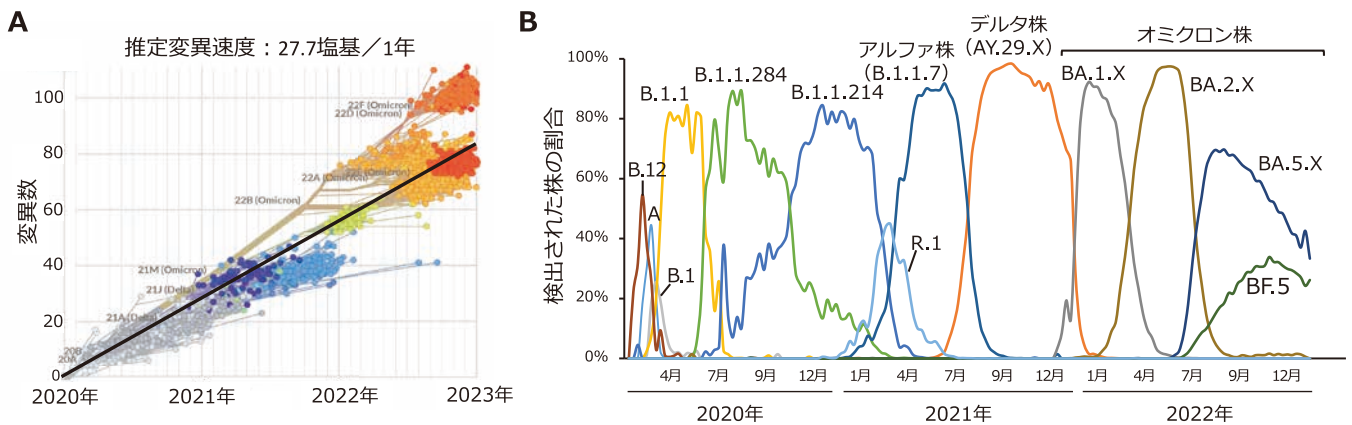 A
推定変異速度：27.7塩基／1年
変異数
100
80
60
40
20
0
22F (Omicron)
22D (Omicron)
22A (Omicron)
22B (Omicron)
21M (Omicron)
21J (Delta)
21A (Delta)
20B
20A
2020年
2021年
2022年
2023年
B
検出された株の割合
100%
80%
60%
40%
20%
0%
B.12
A
B.1
B.1.1
B.1.1.284
B.1.1.214
アルファ株
（B.1.1.7）
R.1
デルタ株
（AY.29.X）
オミクロン株
BA.1.X
BA.2.X
BA.5.X
BF.5
4月
7月
9月
12月
1月
4月
7月
9月
12月
1月
4月
7月
9月
12月
2020年
2021年
2022年